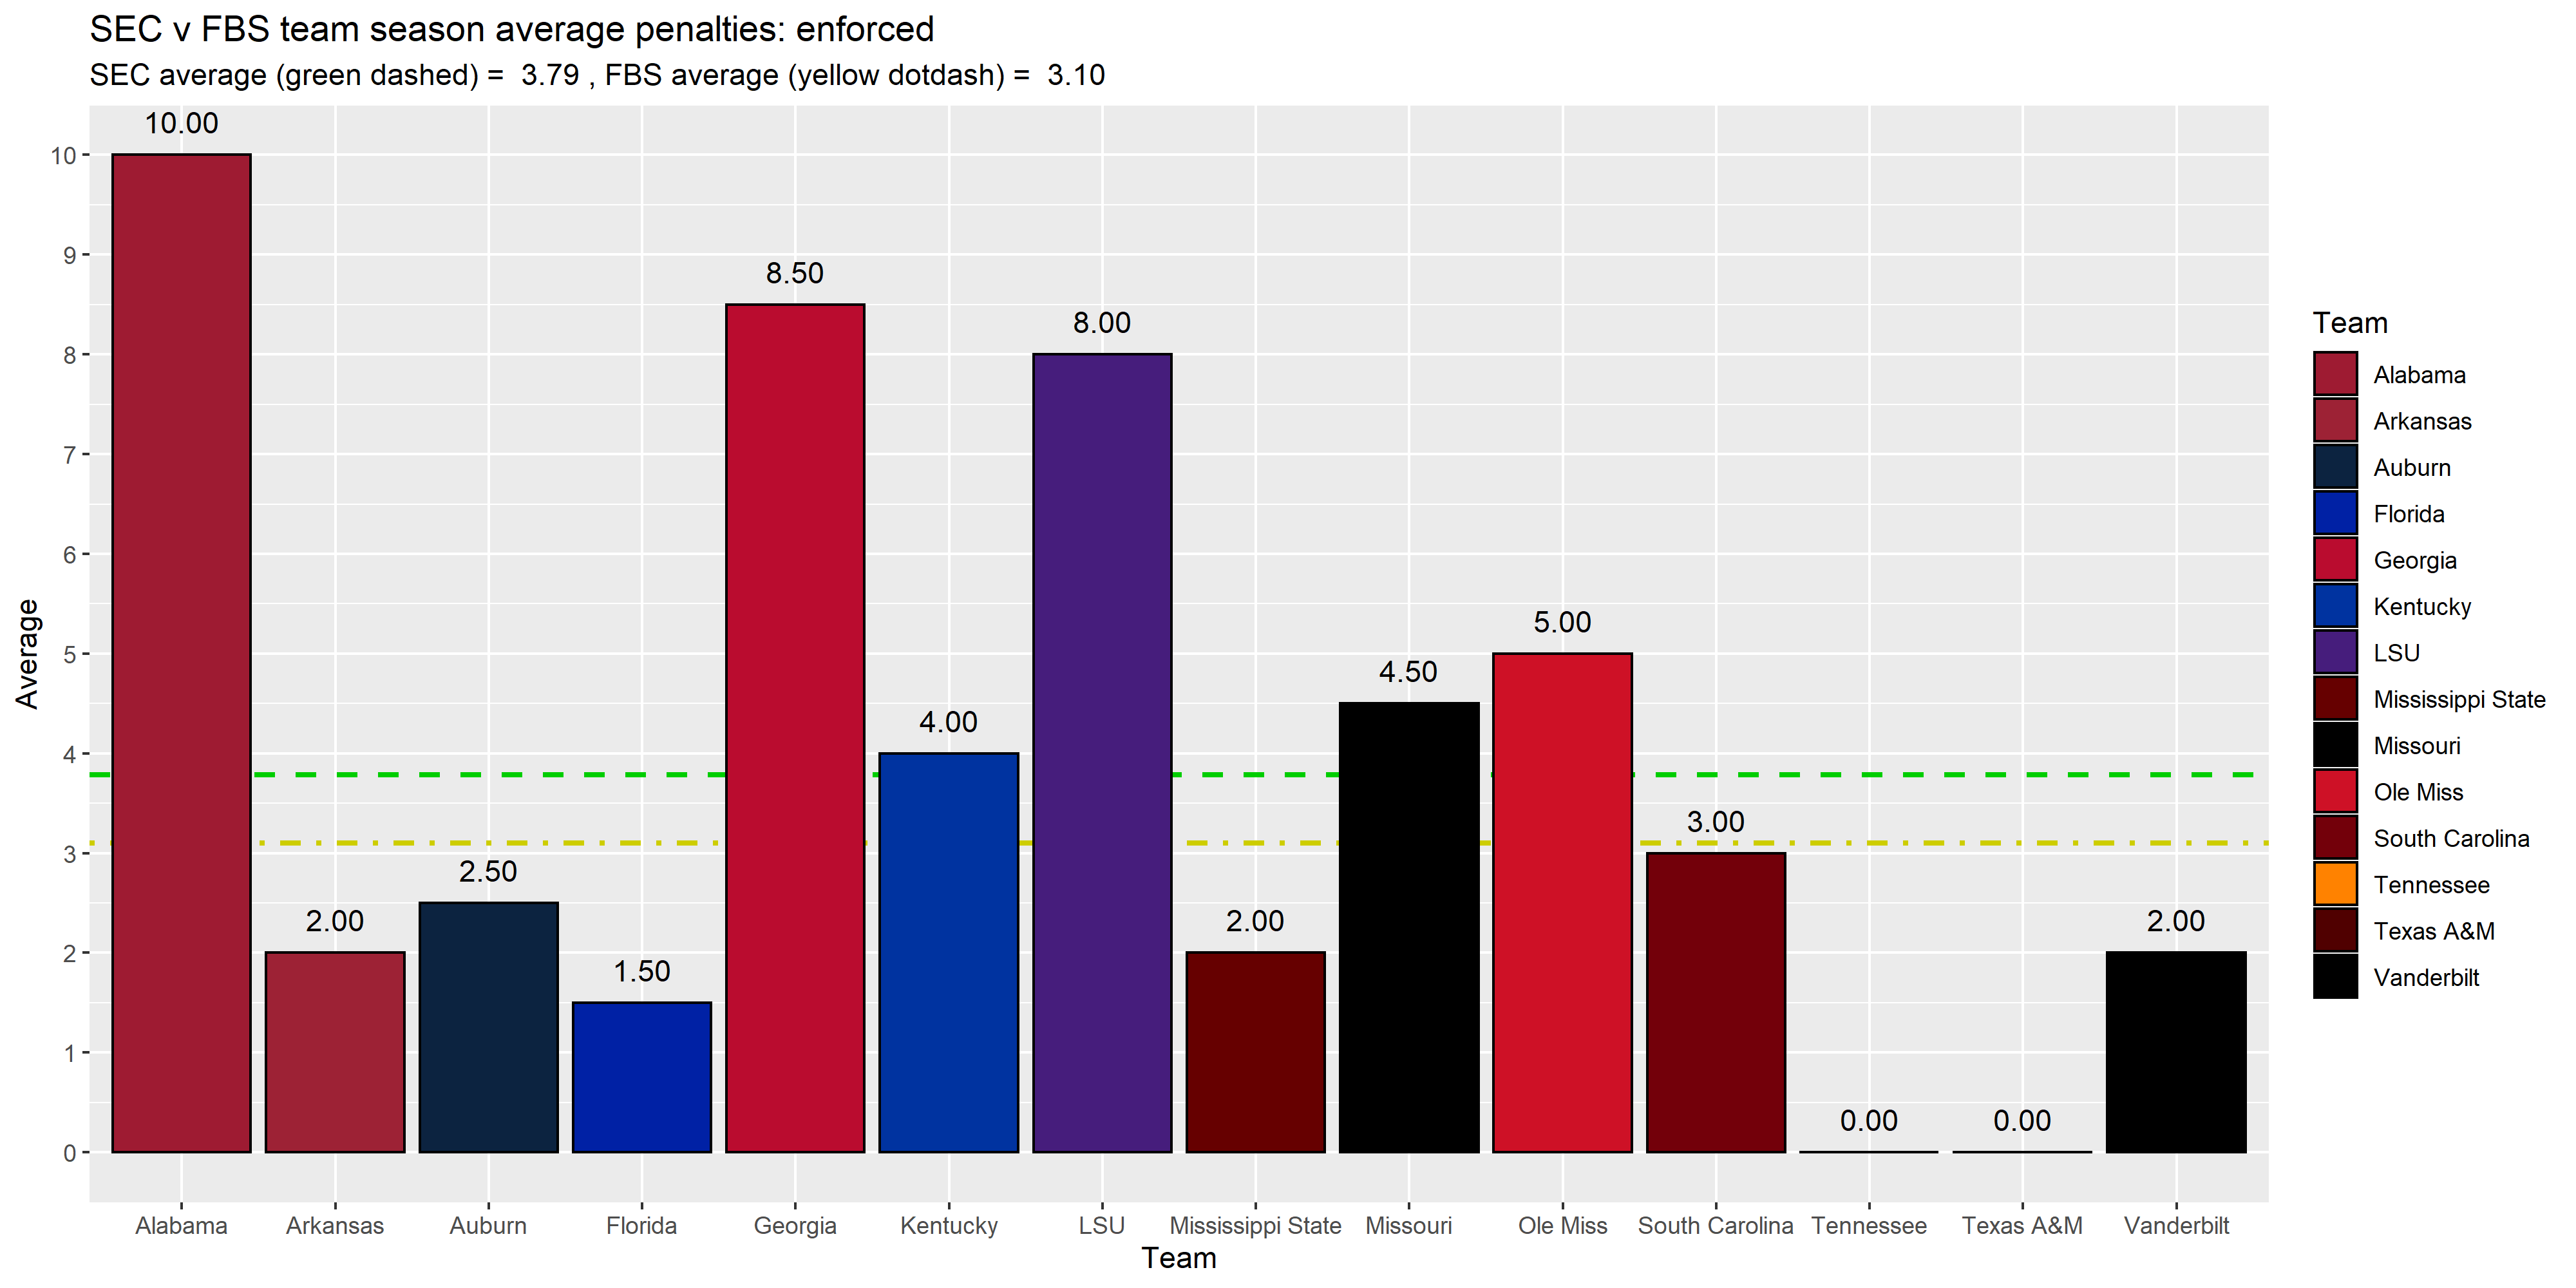 SEC v FBS team season average penalties: enforced
SEC average (green dashed) =  3.79 , FBS average (yellow dotdash) =  3.10
Average
10
9
8
7
6
5
4
3
2
1
0
10.00
2.00
2.50
1.50
8.50
4.00
8.00
2.00
4.50
5.00
3.00
0.00
0.00
2.00
Alabama
Arkansas
Auburn
Florida
Georgia
Kentucky
LSU
Mississippi State
Missouri
Ole Miss
South Carolina
Tennessee
Texas A&M
Vanderbilt
Team
Team
Alabama
Arkansas
Auburn
Florida
Georgia
Kentucky
LSU
Mississippi State
Missouri
Ole Miss
South Carolina
Tennessee
Texas A&M
Vanderbilt